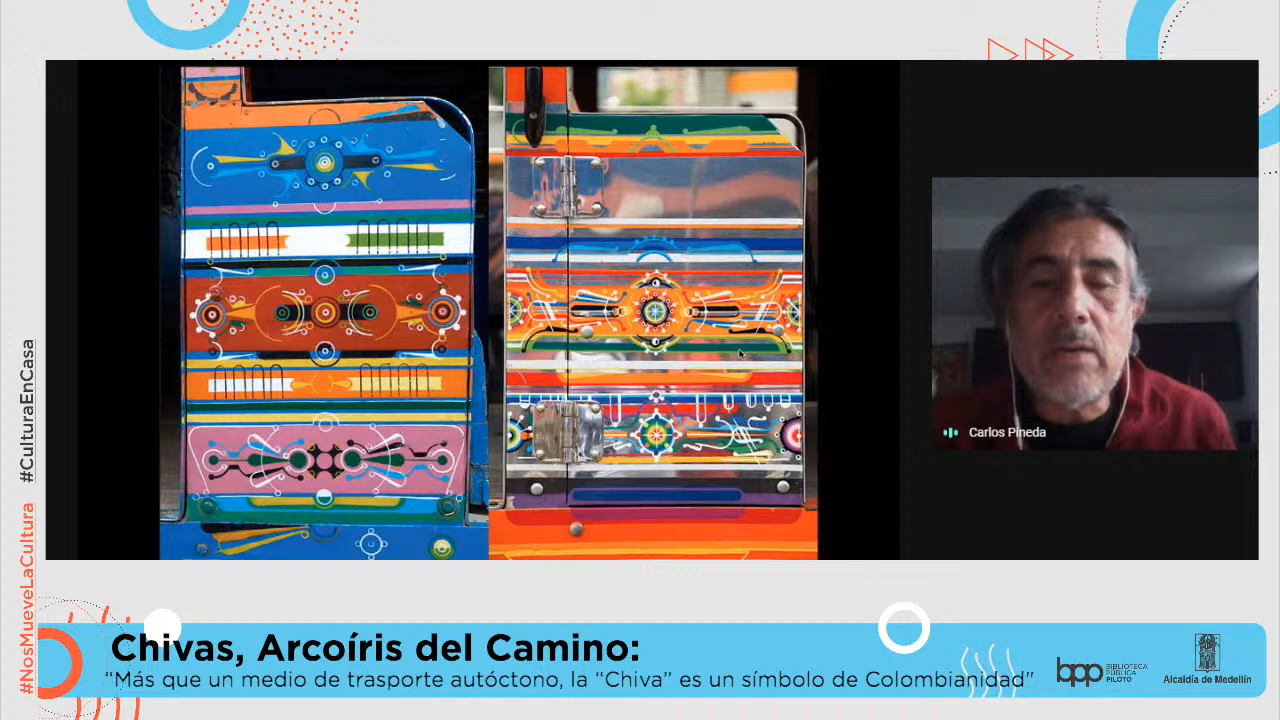 #NosMueveLaCultura #CulturaEnCasa
Carlos Pineda
Chivas, Arcoíris del Camino:
“Más que un medio de trasporte autóctono, la “Chiva” es un símbolo de Colombianidad”
bpp BIBLIOTECA
PÚBLICA
PILOTO
Alcaldía de Medellín